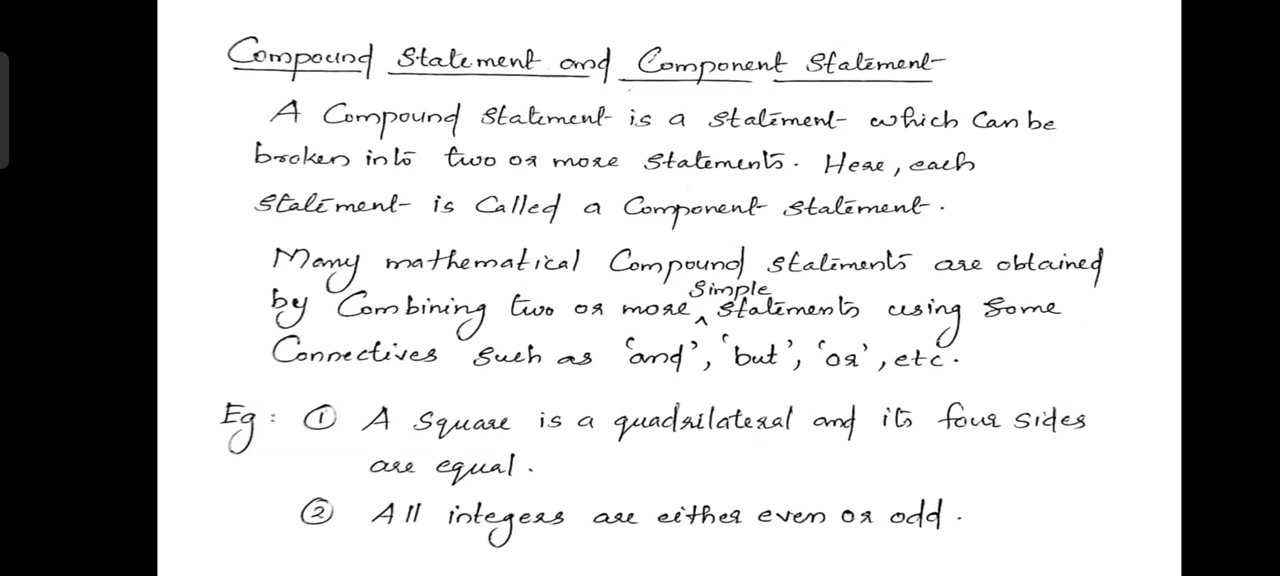 Compound Statement and Component Statement
A Compound Statement is a Statement which Can be
broken into two or more Statements. Here, each
Statement is Called a Component Statement.
Many mathematical Compound Statements are obtained
by Combining two or more simple Statements using Some
Connectives Such as 'and', 'but', 'or', etc.
Eg: ① A Square is a quadrilateral and its four sides
are equal.
② All integers are either even or odd.